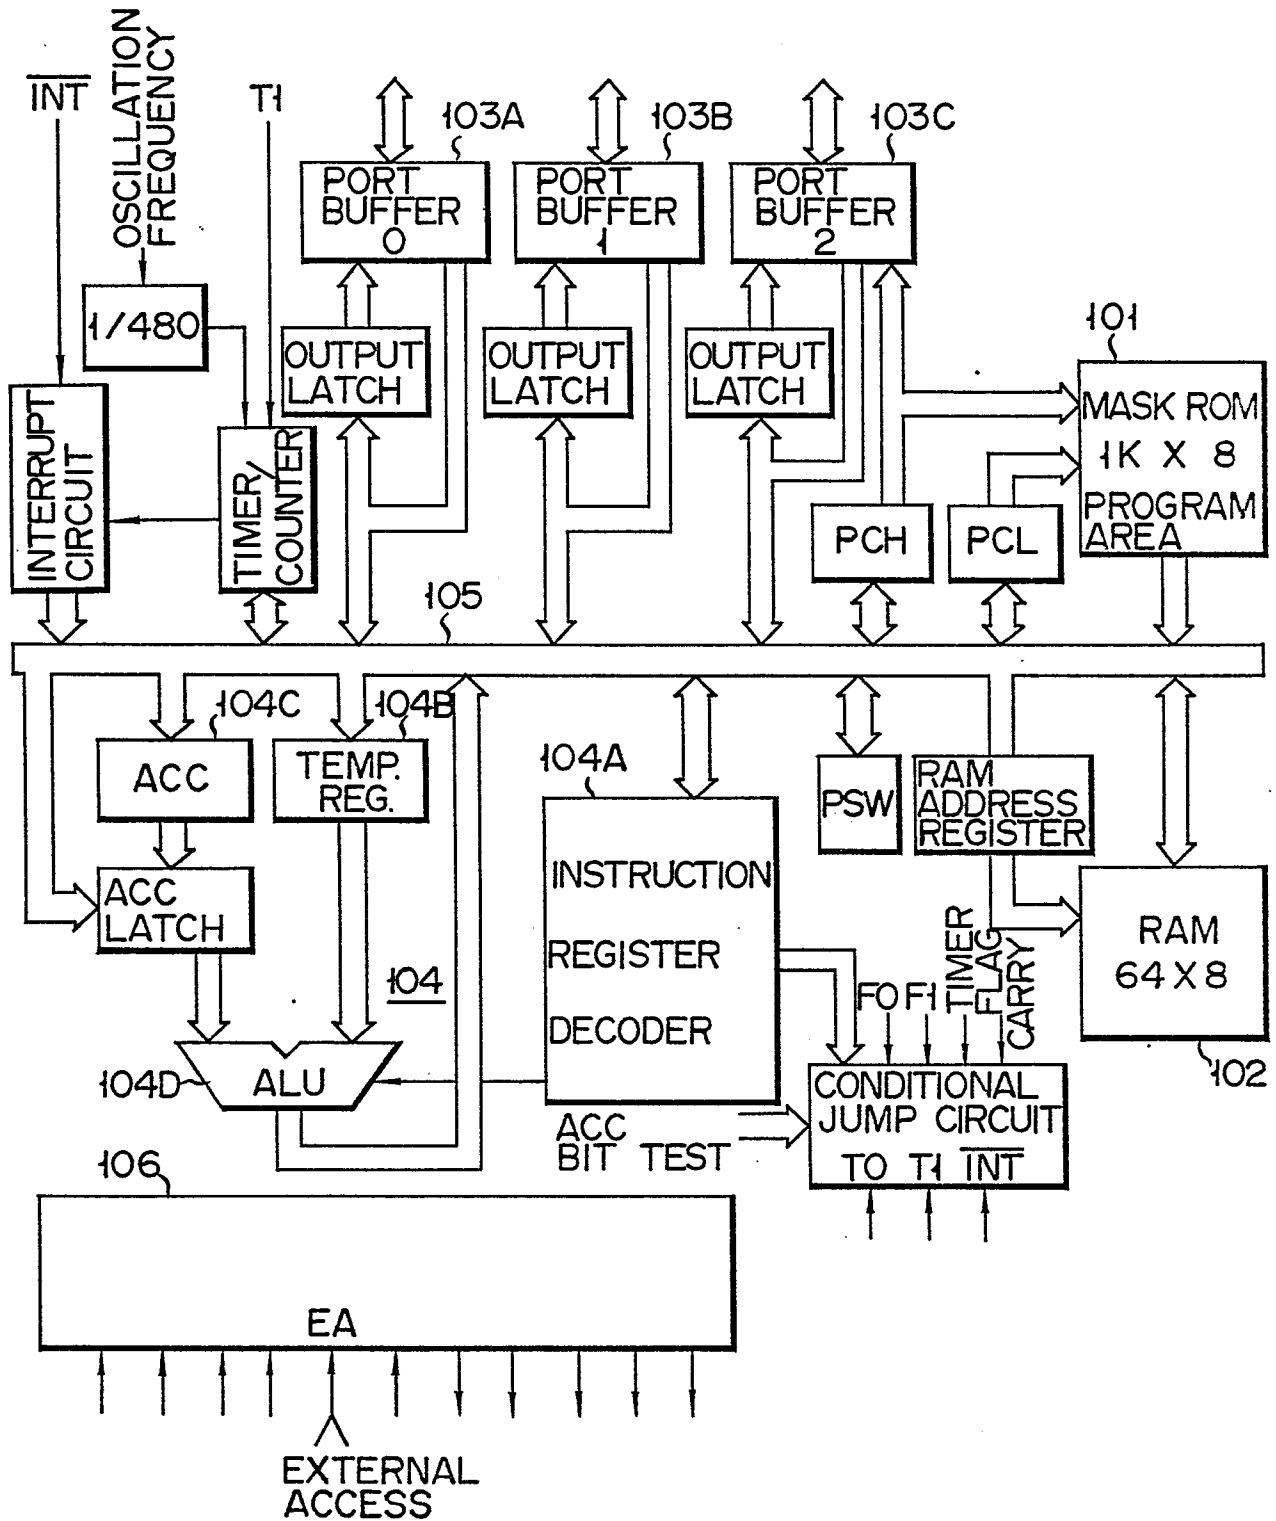 INT
OSCILLATION
FREQUENCY
T1
103A
103B
103C
PORT
BUFFER
0
PORT
BUFFER
1
PORT
BUFFER
2
1/480
OUTPUT
LATCH
OUTPUT
LATCH
OUTPUT
LATCH
101
MASK ROM
1K X 8
PROGRAM
AREA
INTERRUPT
CIRCUIT
TIMER/
COUNTER
PCH
PCL
105
104C
104B
ACC
TEMP.
REG.
104A
PSW
RAM
ADDRESS
REGISTER
INSTRUCTION
REGISTER
DECODER
ACC
LATCH
104
RAM
64 X 8
102
F0
F1
TIMER
FLAG
CARRY
104D
ALU
CONDITIONAL
JUMP CIRCUIT
T0 T1 INT
ACC
BIT TEST
106
EA
EXTERNAL
ACCESS